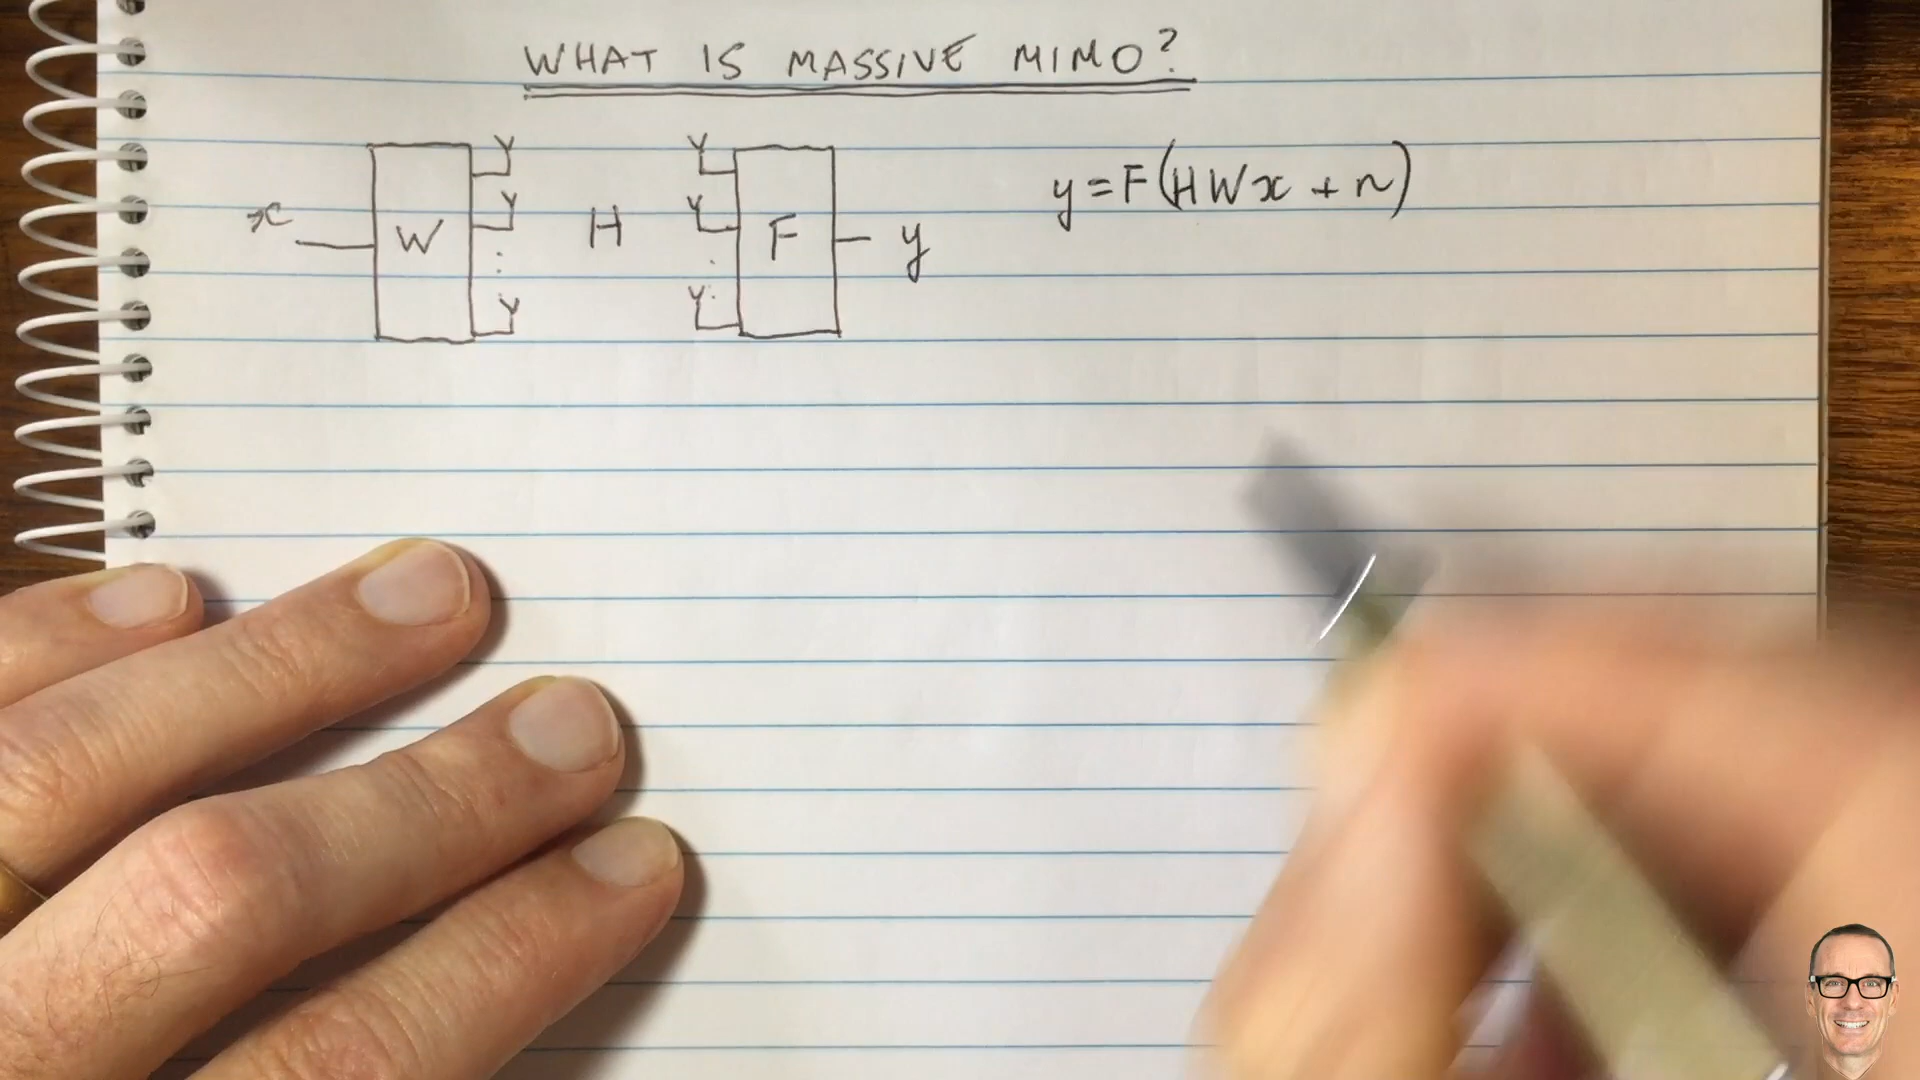 WHAT IS MASSIVE MIMO?
x W H F y
y = F(HWx + n)